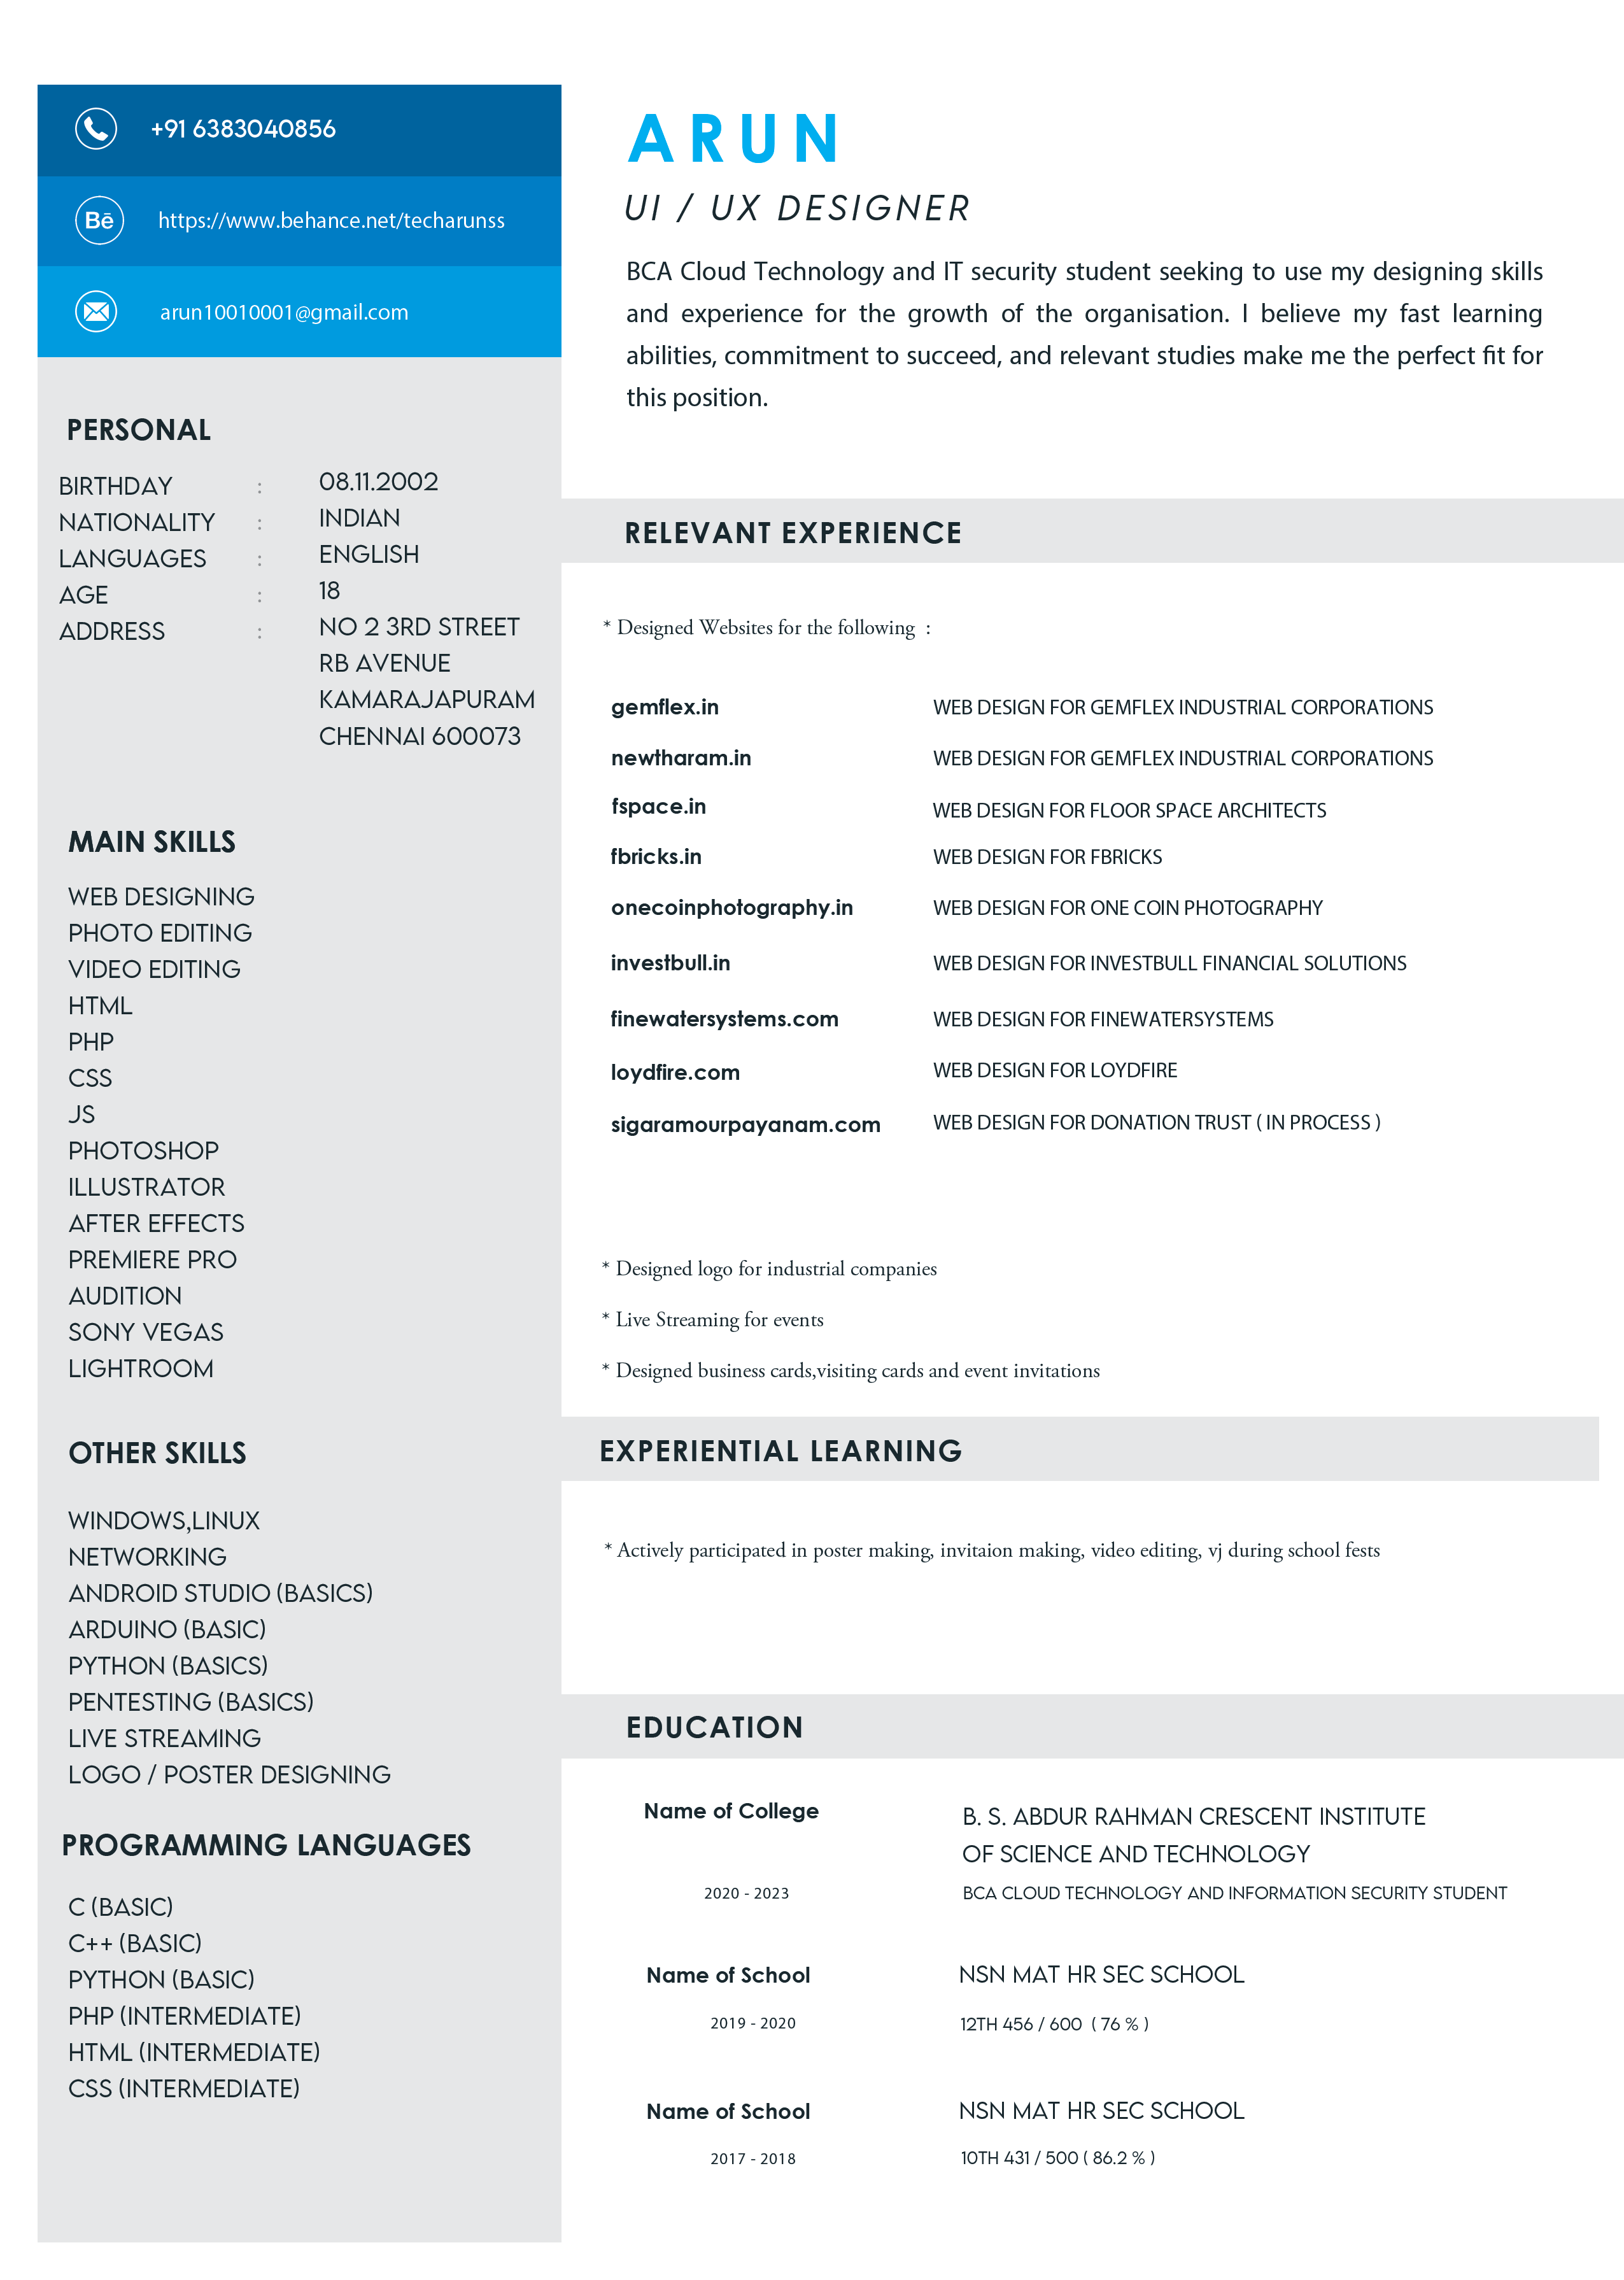 +91 6383040856
Bē
https://www.behance.net/techarunss
arun10010001@gmail.com
PERSONAL
BIRTHDAY : 08.11.2002
NATIONALITY : INDIAN
LANGUAGES : ENGLISH
AGE : 18
ADDRESS : NO 2 3RD STREET
RB AVENUE
KAMARAJAPURAM
CHENNAI 600073
MAIN SKILLS
WEB DESIGNING
PHOTO EDITING
VIDEO EDITING
HTML
PHP
CSS
JS
PHOTOSHOP
ILLUSTRATOR
AFTER EFFECTS
PREMIERE PRO
AUDITION
SONY VEGAS
LIGHTROOM
OTHER SKILLS
WINDOWS,LINUX
NETWORKING
ANDROID STUDIO (BASICS)
ARDUINO (BASIC)
PYTHON (BASICS)
PENTESTING (BASICS)
LIVE STREAMING
LOGO / POSTER DESIGNING
PROGRAMMING LANGUAGES
C (BASIC)
C++ (BASIC)
PYTHON (BASIC)
PHP (INTERMEDIATE)
HTML (INTERMEDIATE)
CSS (INTERMEDIATE)
ARUN
UI / UX DESIGNER
BCA Cloud Technology and IT security student seeking to use my designing skills
and experience for the growth of the organisation. I believe my fast learning
abilities, commitment to succeed, and relevant studies make me the perfect fit for
this position.
RELEVANT EXPERIENCE
* Designed Websites for the following :
gemflex.in WEB DESIGN FOR GEMFLEX INDUSTRIAL CORPORATIONS
newtharam.in WEB DESIGN FOR GEMFLEX INDUSTRIAL CORPORATIONS
fspace.in WEB DESIGN FOR FLOOR SPACE ARCHITECTS
fbricks.in WEB DESIGN FOR FBRICKS
onecoinphotography.in WEB DESIGN FOR ONE COIN PHOTOGRAPHY
investbull.in WEB DESIGN FOR INVESTBULL FINANCIAL SOLUTIONS
finewatersystems.com WEB DESIGN FOR FINEWATERSYSTEMS
loydfire.com WEB DESIGN FOR LOYDFIRE
sigaramourpayanam.com WEB DESIGN FOR DONATION TRUST ( IN PROCESS )
* Designed logo for industrial companies
* Live Streaming for events
* Designed business cards,visiting cards and event invitations
EXPERIENTIAL LEARNING
* Actively participated in poster making, invitaion making, video editing, vj during school fests
EDUCATION
Name of College B. S. ABDUR RAHMAN CRESCENT INSTITUTE
OF SCIENCE AND TECHNOLOGY
2020 - 2023 BCA CLOUD TECHNOLOGY AND INFORMATION SECURITY STUDENT
Name of School NSN MAT HR SEC SCHOOL
2019 - 2020 12TH 456 / 600 ( 76 % )
Name of School NSN MAT HR SEC SCHOOL
2017 - 2018 10TH 431 / 500 ( 86.2 % )